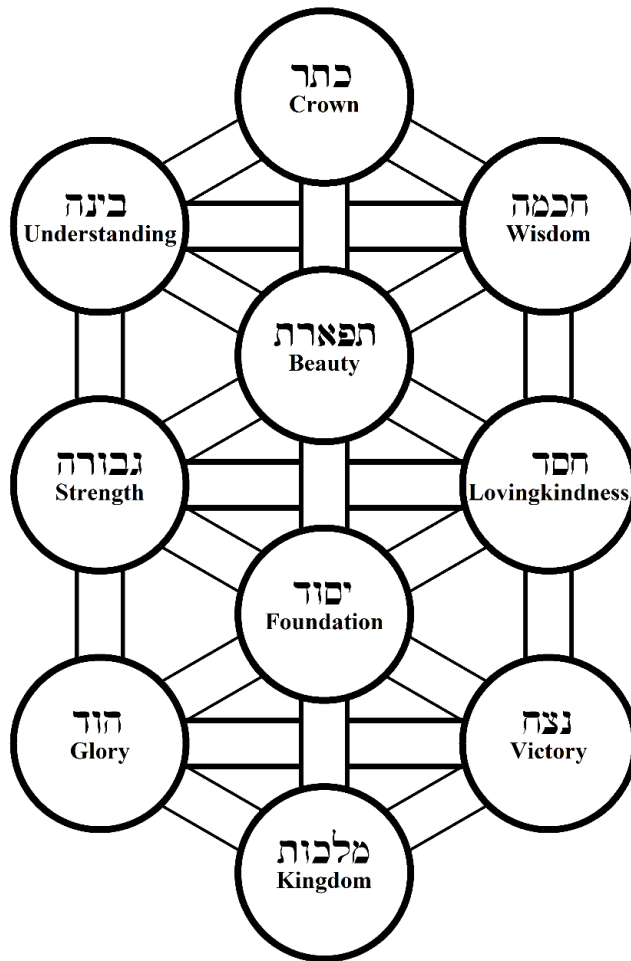 כתר
Crown
בינה
Understanding
חכמה
Wisdom
תפארת
Beauty
גבורה
Strength
חסד
Lovingkindness
יסוד
Foundation
הוד
Glory
נצח
Victory
מלכות
Kingdom